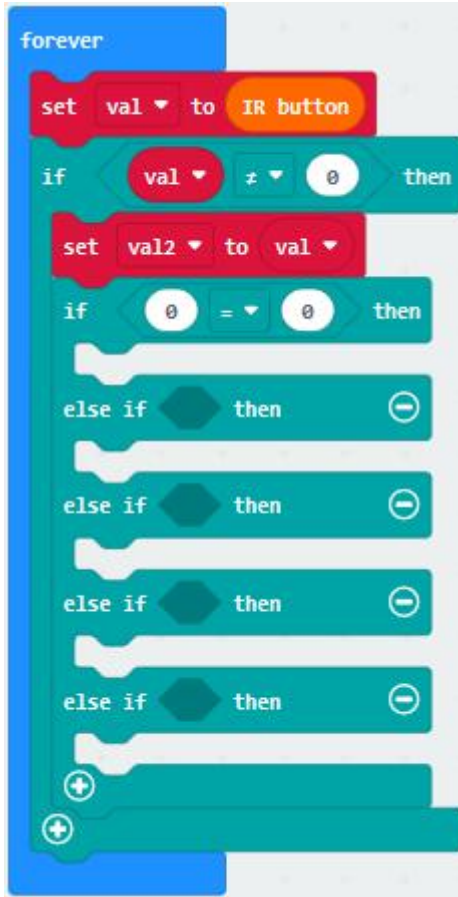 forever
set val to IR button
if val ≠ 0 then
set val2 to val
if 0 = 0 then
else if then
else if then
else if then
else if then